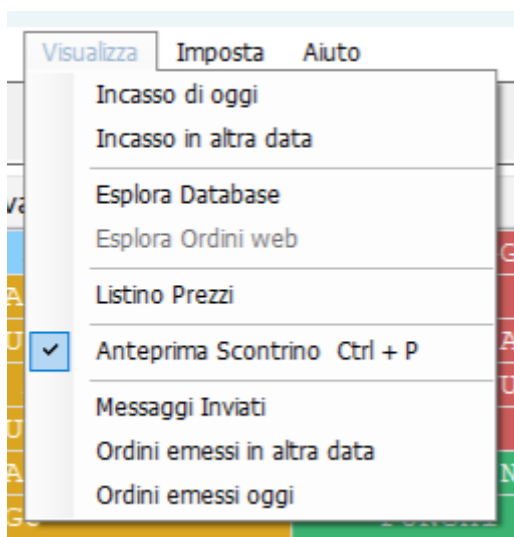 Visualizza Imposta Aiuto
Incasso di oggi
Incasso in altra data
Esplora Database
Esplora Ordini web
Listino Prezzi
Anteprima Scontrino Ctrl + P
Messaggi Inviati
Ordini emessi in altra data
Ordini emessi oggi